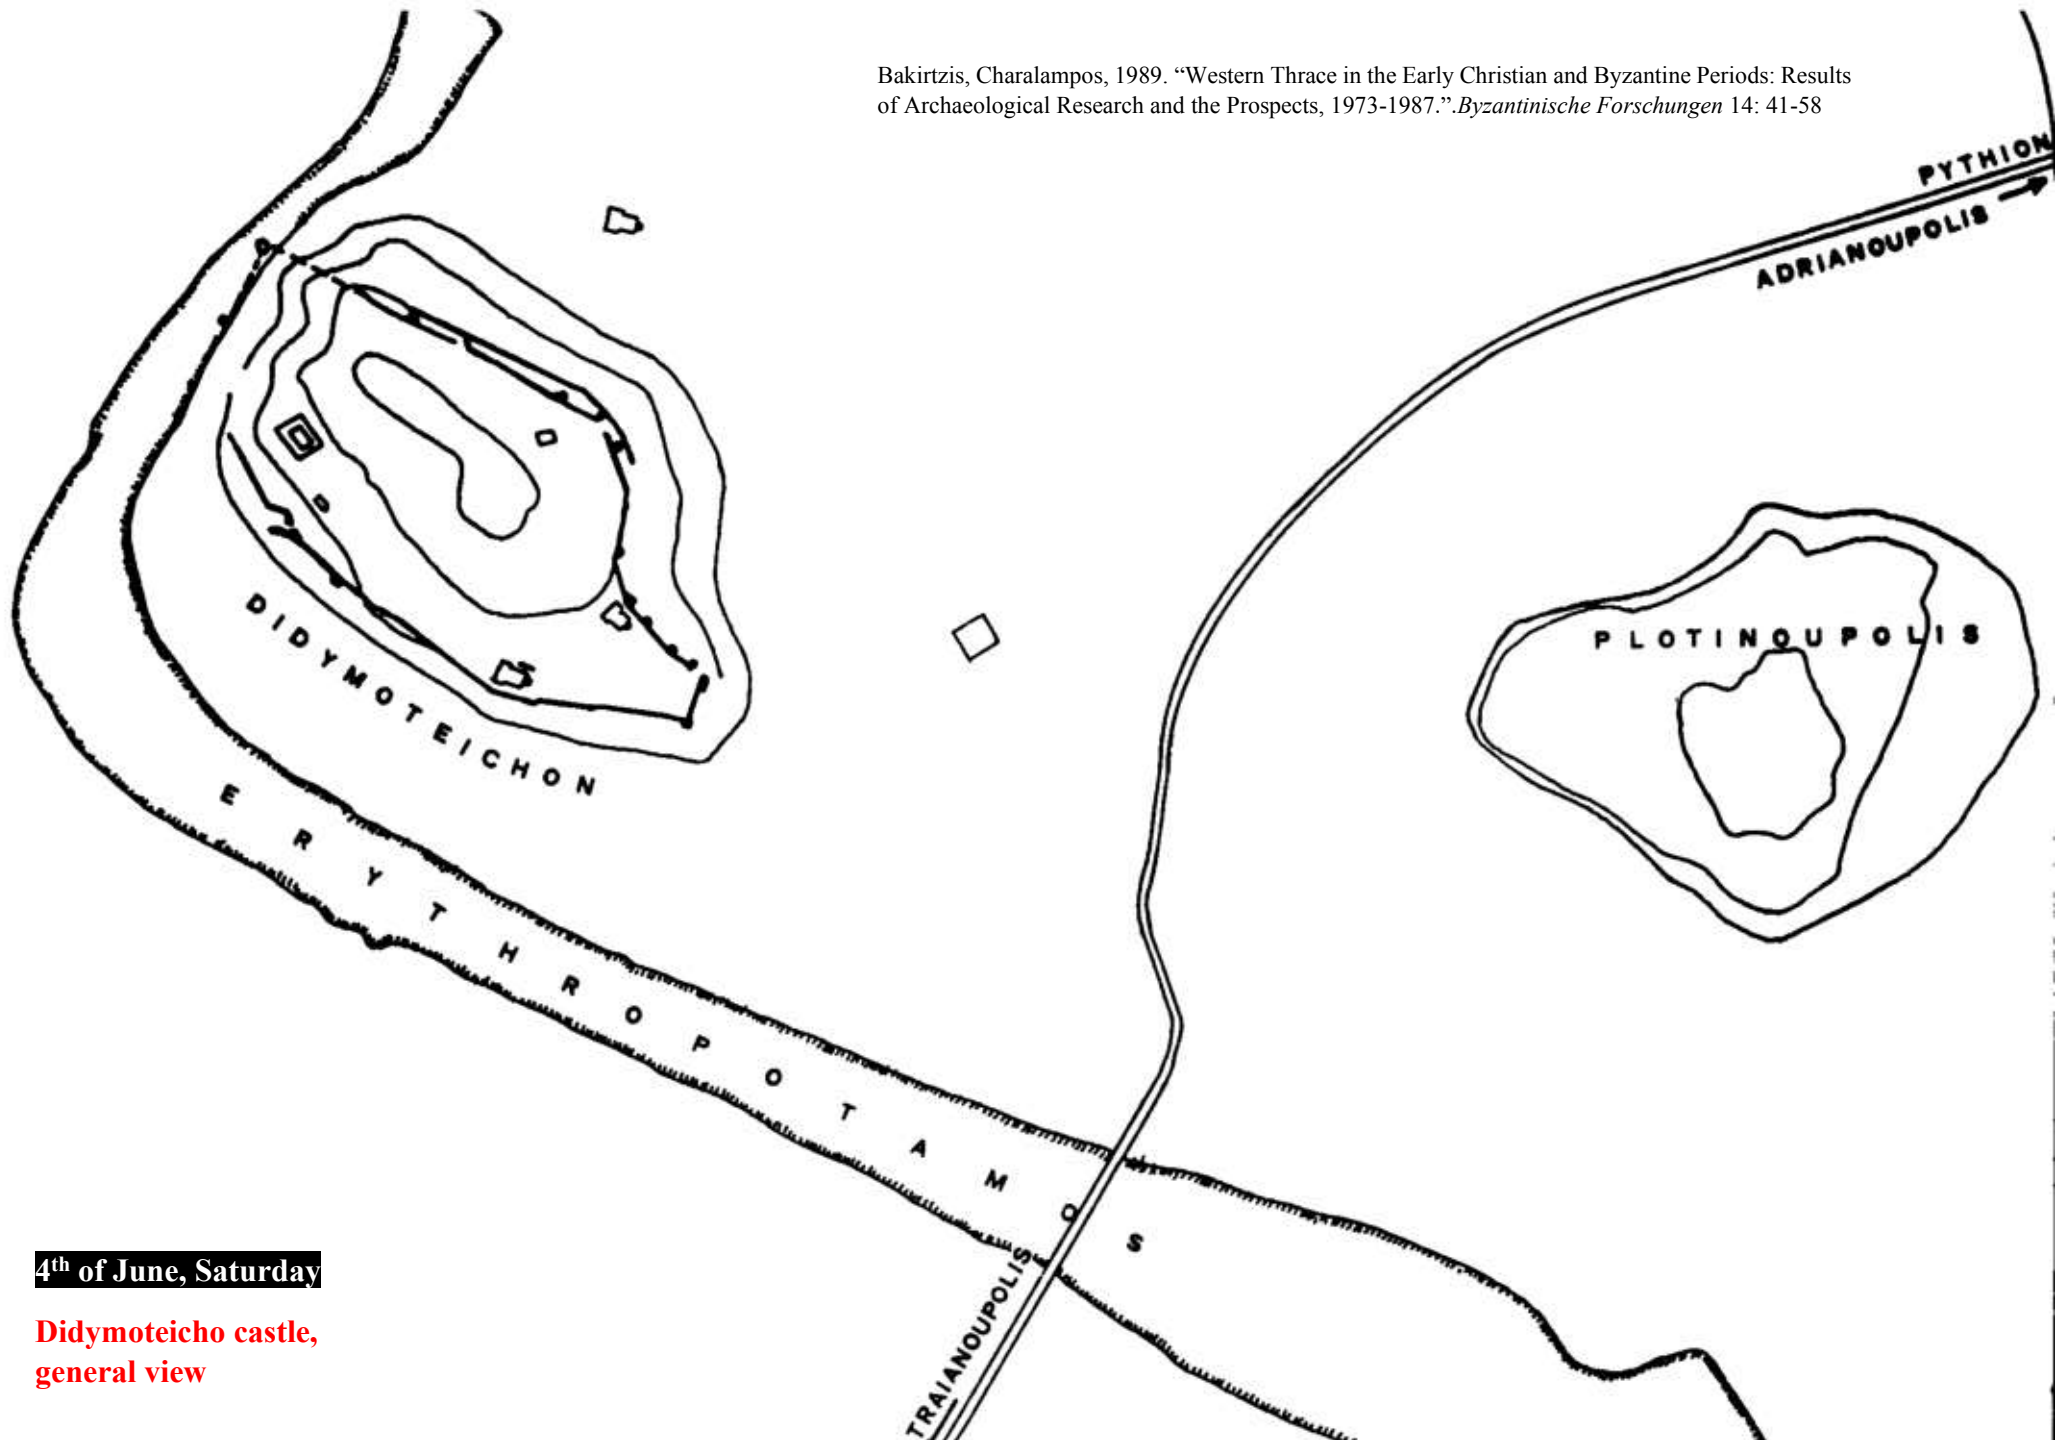 Bakirtzis, Charalampos, 1989. “Western Thrace in the Early Christian and Byzantine Periods: Results
of Archaeological Research and the Prospects, 1973-1987.”.Byzantinische Forschungen 14: 41-58
PYTHION
ADRIANOUPOLIS
PLOTINOUPOLIS
DIDYMOTEICHON
ERYTHROPOTAMOS
TRAIANOUPOLIS
4th of June, Saturday
Didymoteicho castle,
general view